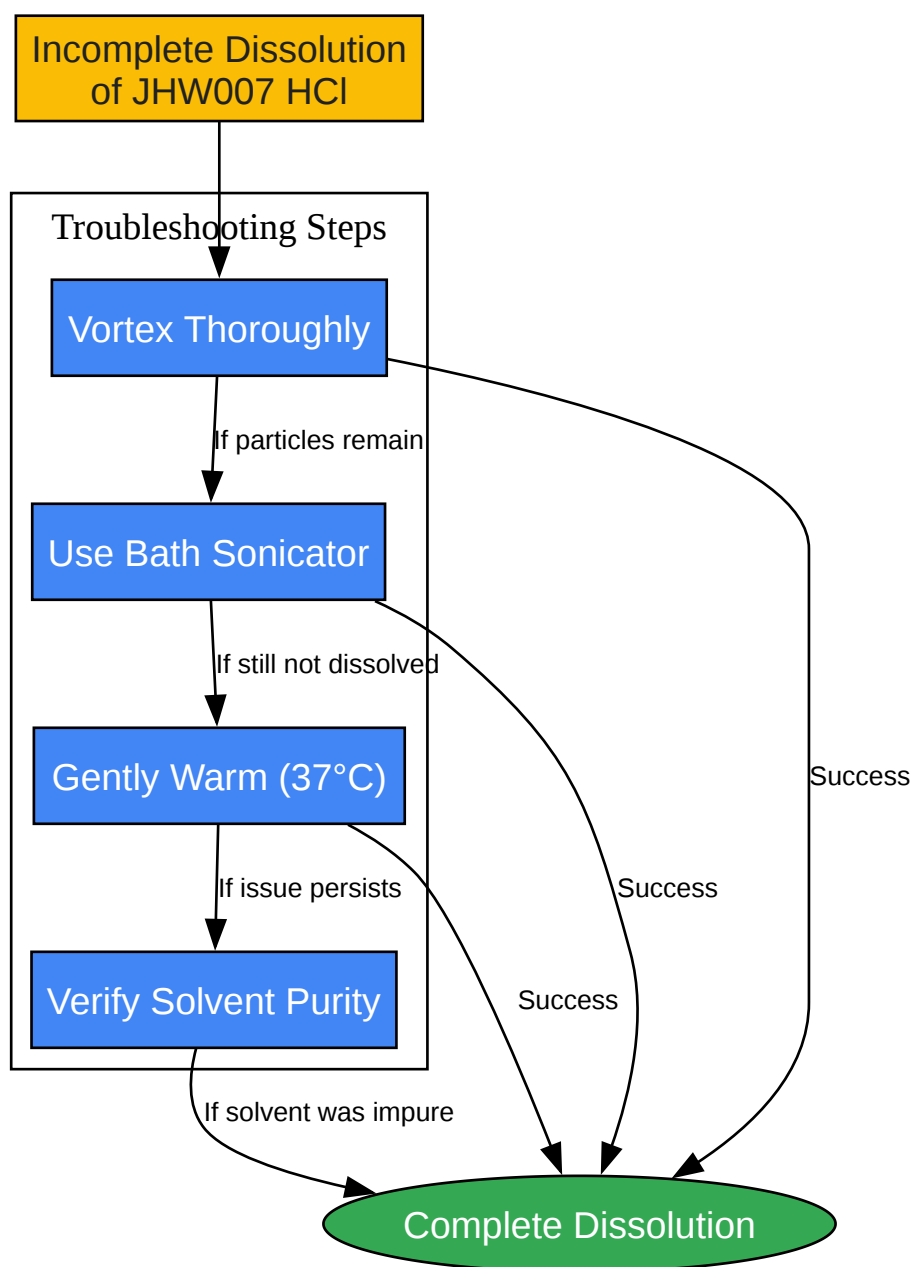 Incomplete Dissolution
of JHW007 HCl
Troubleshooting Steps
Vortex Thoroughly
If particles remain
Use Bath Sonicator
If still not dissolved
Gently Warm (37°C)
Success
If issue persists
Success
Verify Solvent Purity
Success
If solvent was impure
Complete Dissolution